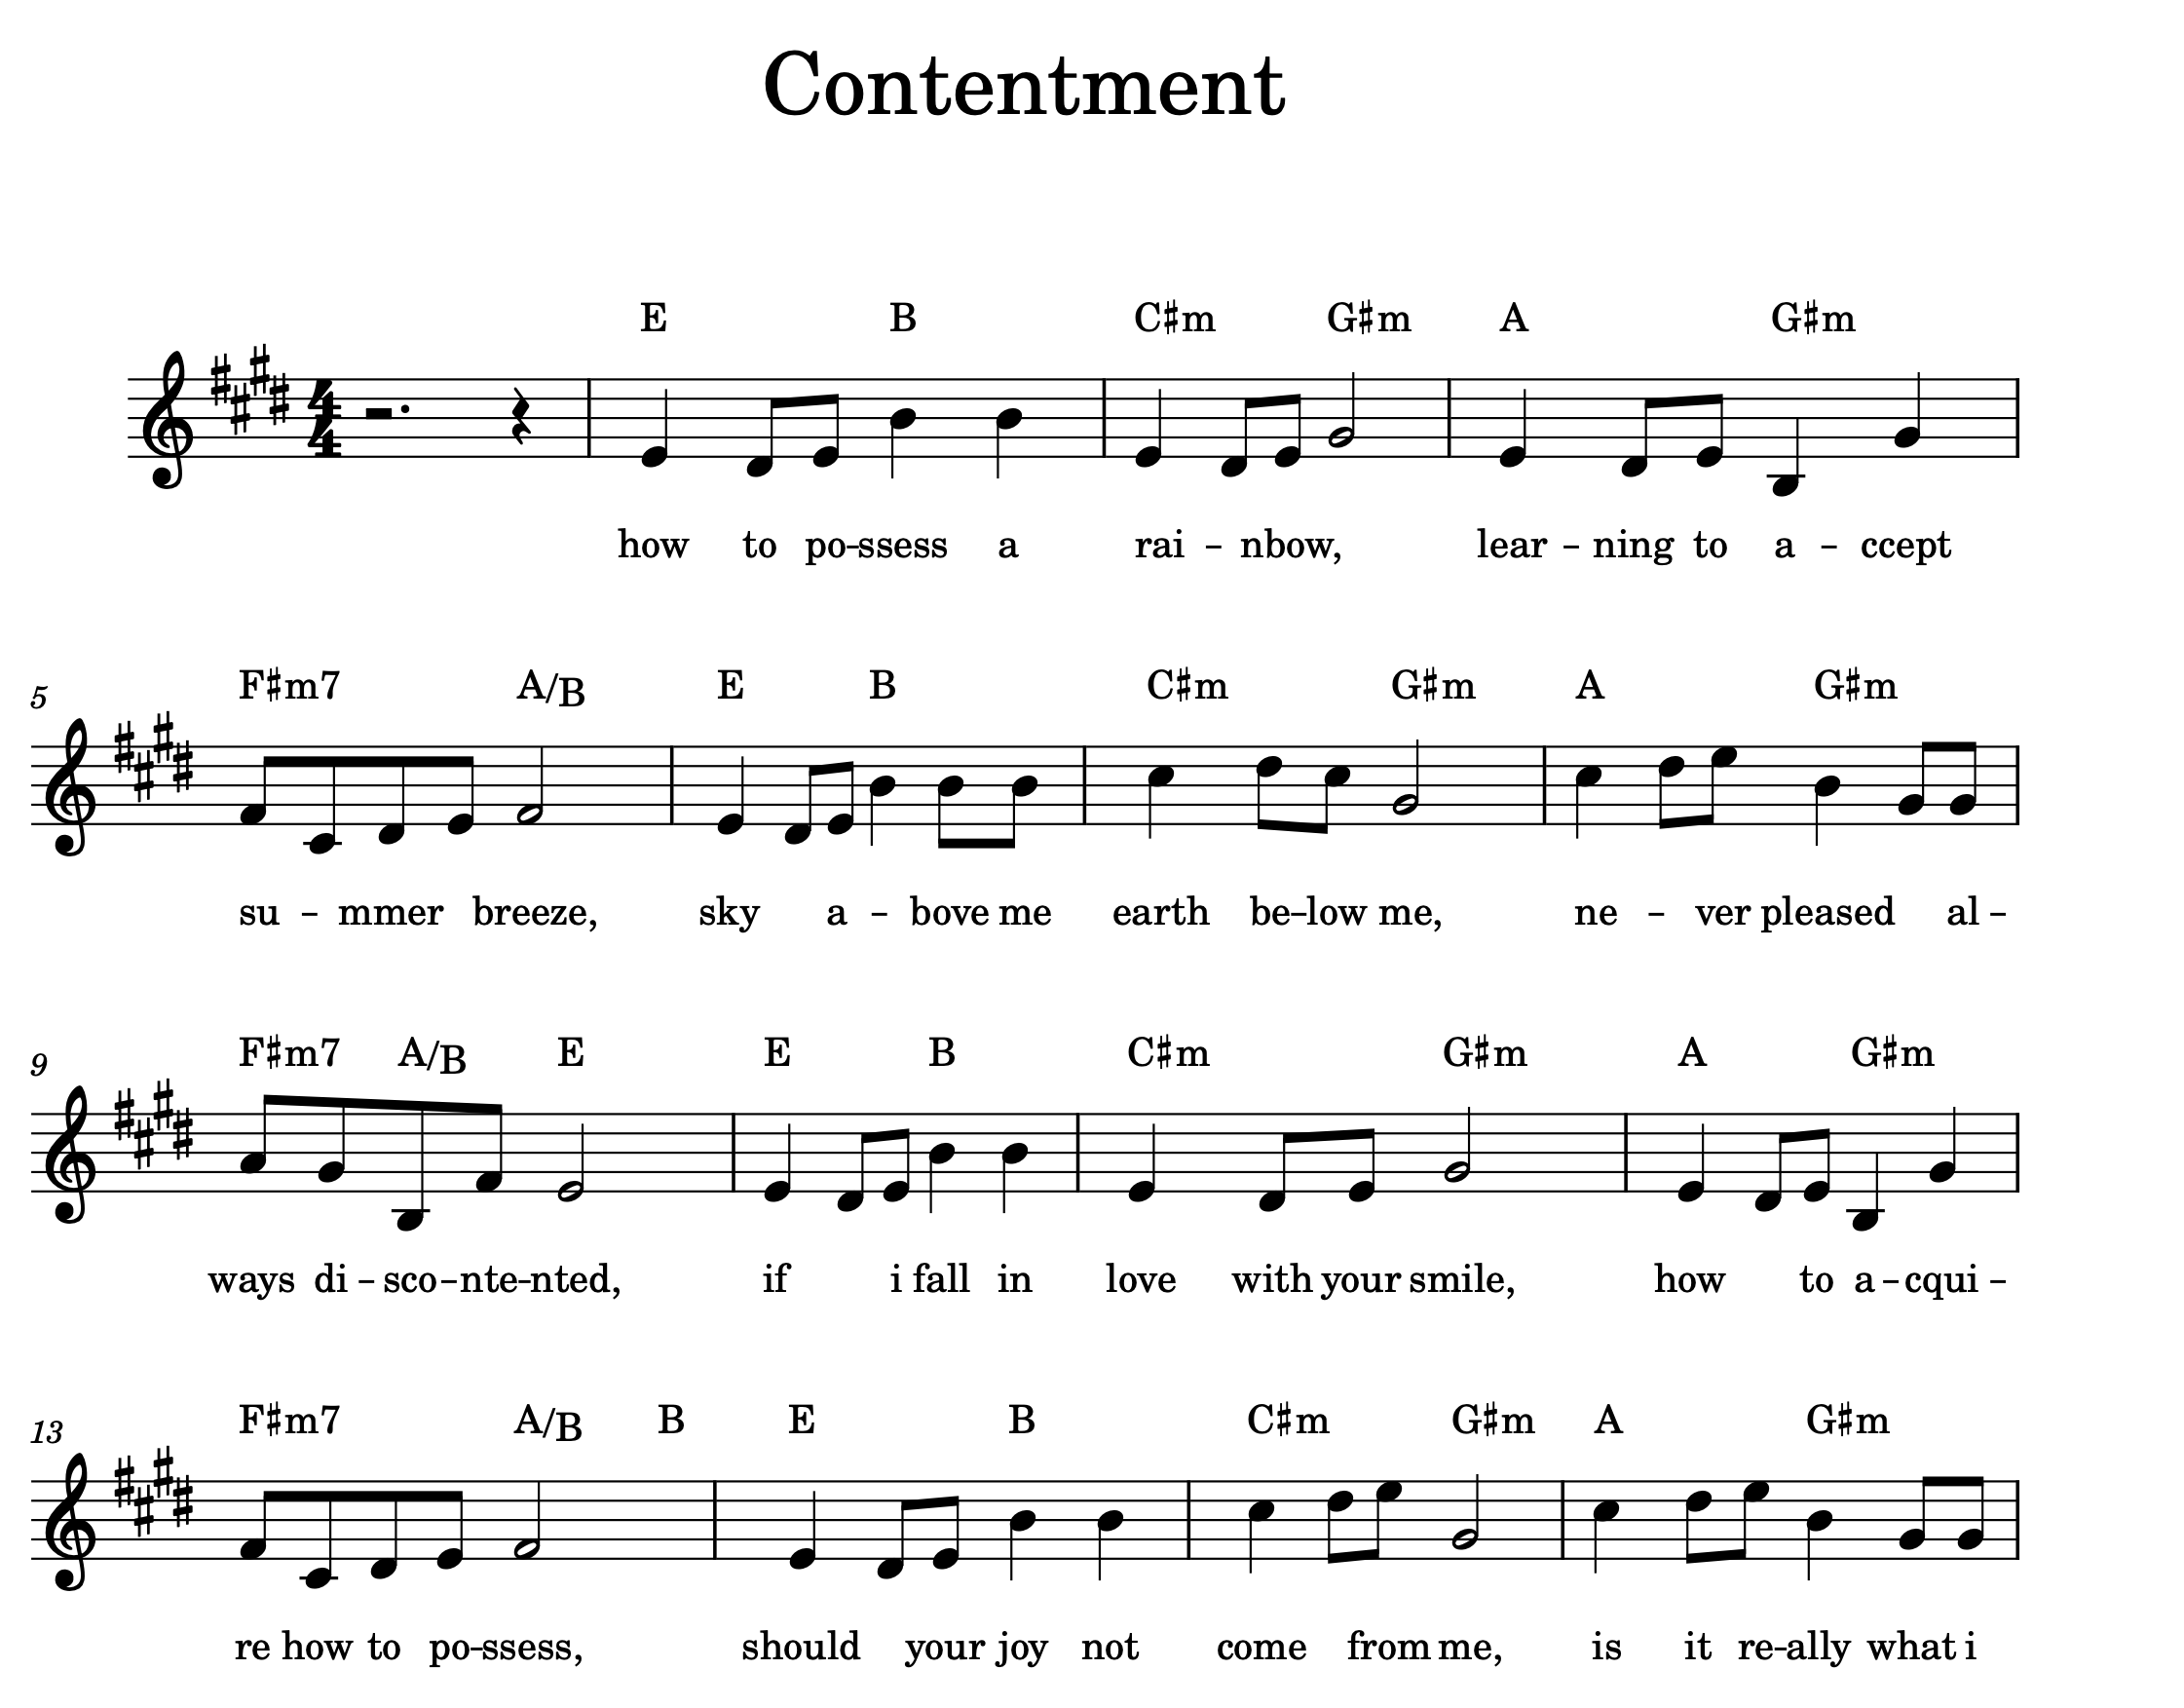 Contentment
E B C♯m G♯m A G♯m
4
4
how to po-ssess a rai - nbow, lear - ning to a - ccept
F♯m7 A/B E B C♯m G♯m A G♯m
5
su - mmer breeze, sky a - bove me earth be-low me, ne - ver pleased al -
F♯m7 A/B E E B C♯m G♯m A G♯m
9
ways di - sco-nte-nted, if i fall in love with your smile, how to a-cqui -
F♯m7 A/B B E B C♯m G♯m A G♯m
13
re how to po-ssess, should your joy not come from me, is it re-ally what i